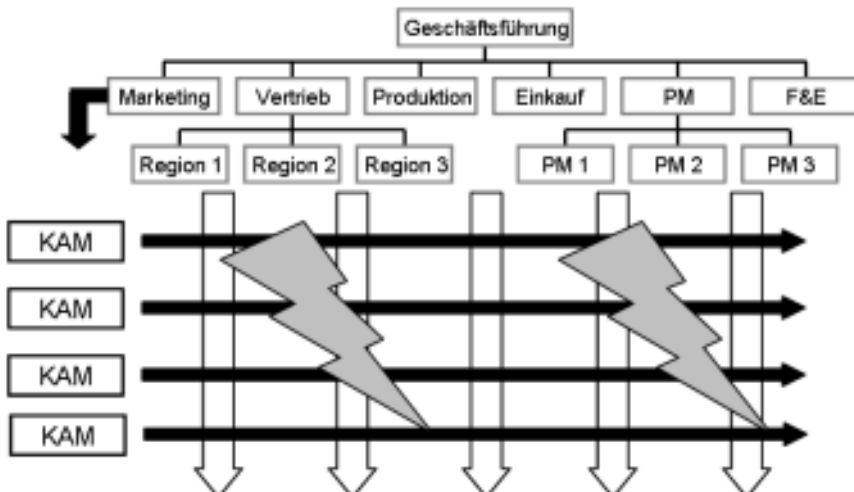 Geschäftsführung
Marketing Vertrieb Produktion Einkauf PM F&E
Region 1 Region 2 Region 3 PM 1 PM 2 PM 3
KAM
KAM
KAM
KAM